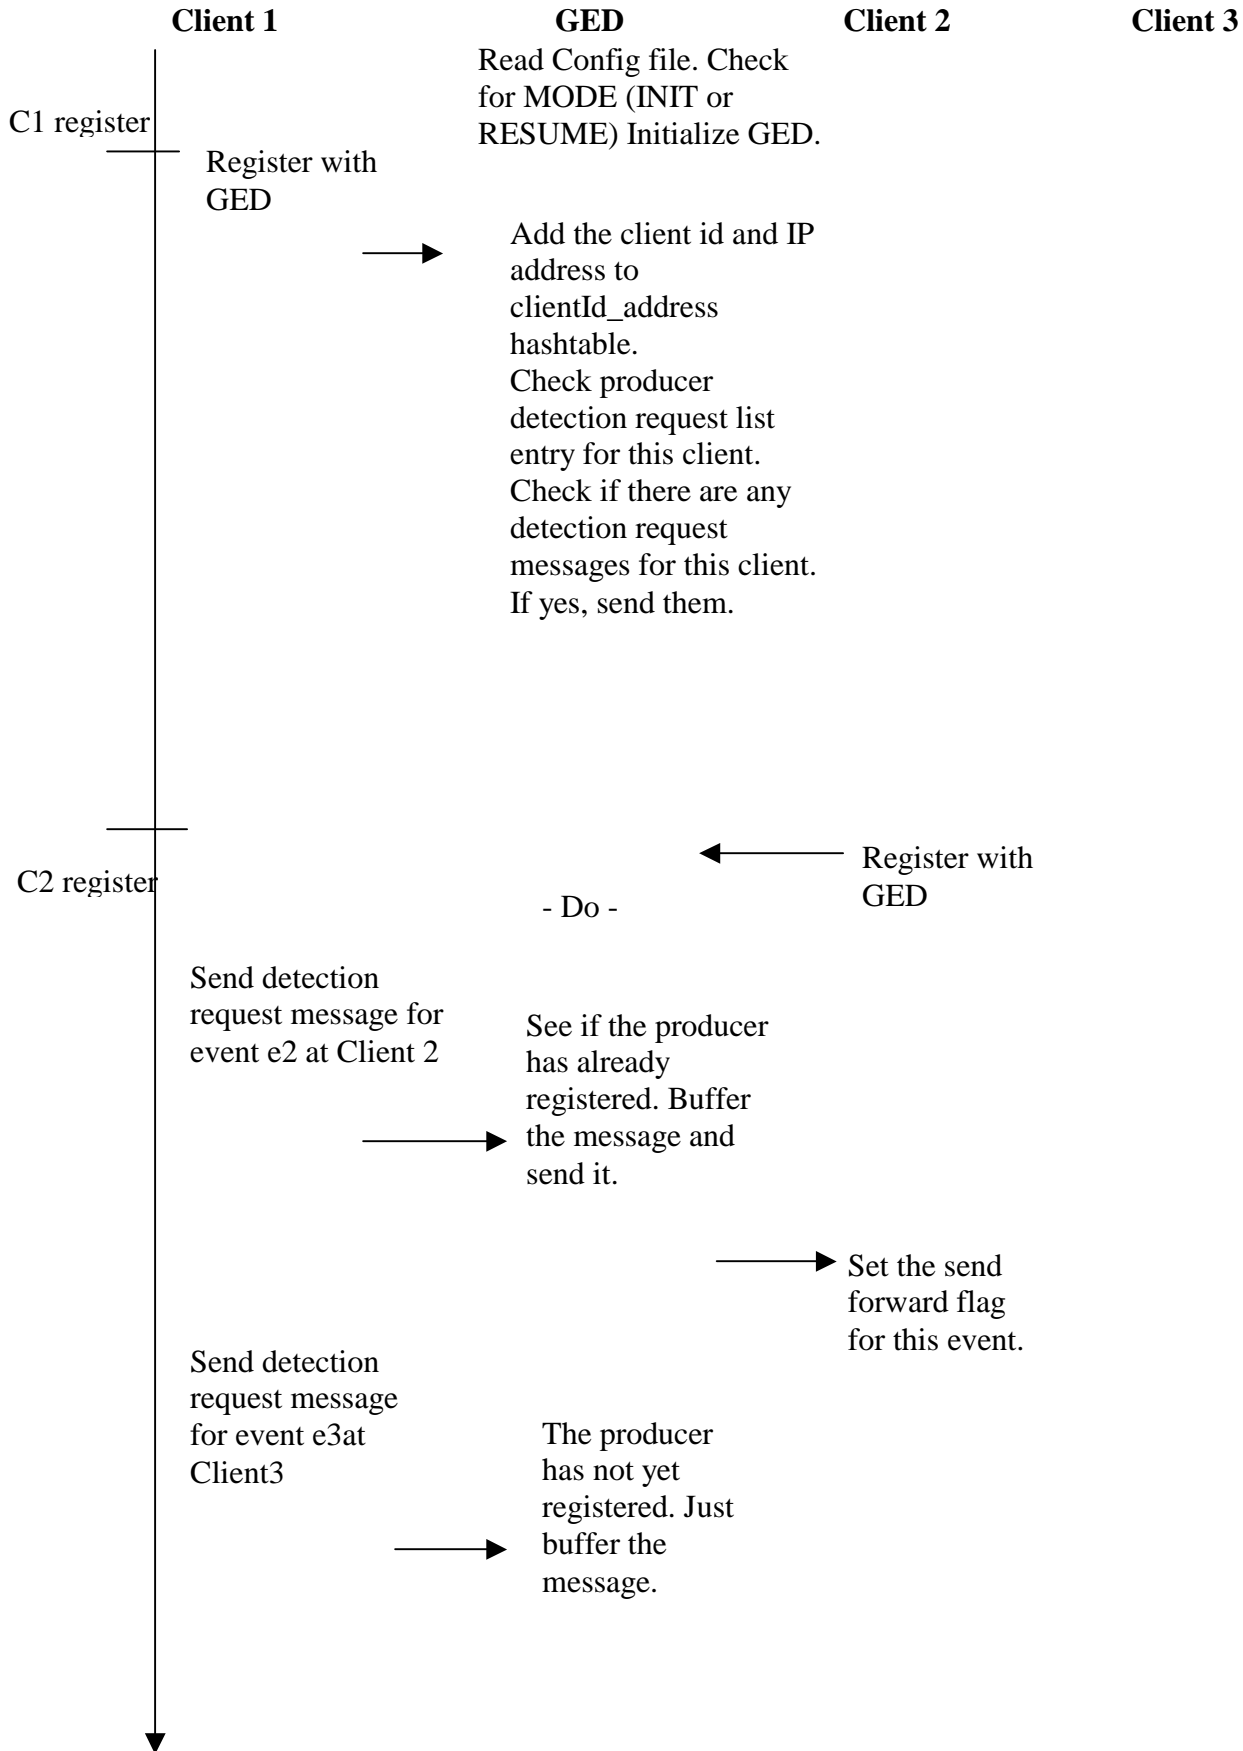 Client 1 GED Client 2 Client 3
Read Config file. Check
for MODE (INIT or
RESUME) Initialize GED.
C1 register
Register with
GED
Add the client id and IP
address to
clientId_address
hashtable.
Check producer
detection request list
entry for this client.
Check if there are any
detection request
messages for this client.
If yes, send them.
Register with
GED
C2 register
- Do -
Send detection
request message for
event e2 at Client 2
See if the producer
has already
registered. Buffer
the message and
send it.
Set the send
forward flag
for this event.
Send detection
request message
for event e3at
Client3
The producer
has not yet
registered. Just
buffer the
message.